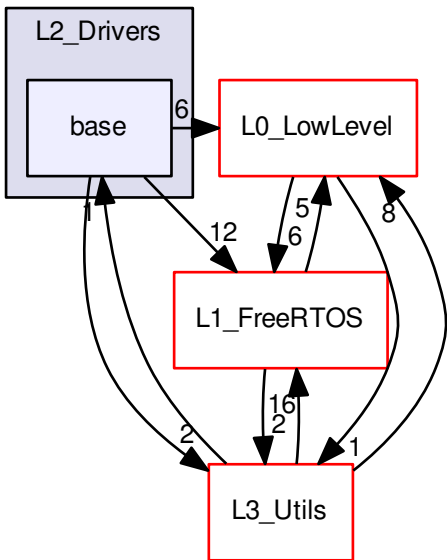 L2_Drivers
base
6
L0_LowLevel
1
12
5
6
8
L1_FreeRTOS
16
2
2
1
L3_Utils